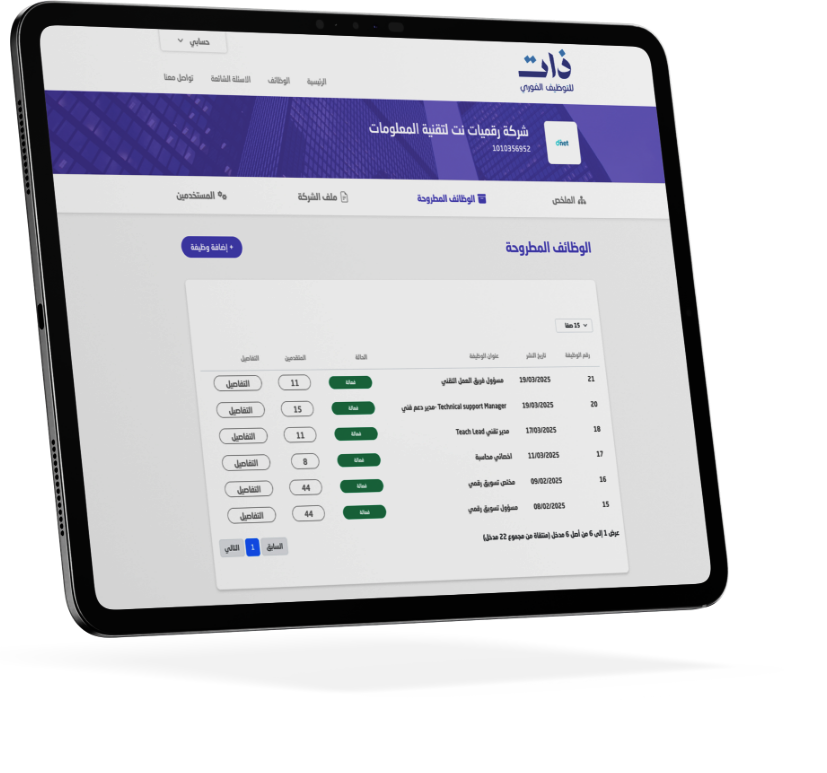 حسابي
ذات
للتوظيف الفوري
الرئيسية الوظائف الاسئلة الشائعة تواصل معنا
dnet
شركة رقميات نت لتقنية المعلومات
1010356952
الملخص الوظائف المطروحة ملف الشركة المستخدمين
الوظائف المطروحة
+ إضافة وظيفة
15 صفا
رقم الوظيفة تاريخ النشر عنوان الوظيفة الحالة المتقدمين التفاصيل
21 19/03/2025 مسؤول فريق العمل التقني فعالة 11 التفاصيل
20 19/03/2025 Technical support Manager -مدير دعم فني فعالة 15 التفاصيل
18 17/03/2025 مدير تقني Teach Lead فعالة 11 التفاصيل
17 11/03/2025 اخصائي محاسبة فعالة 8 التفاصيل
16 09/02/2025 مختص تسويق رقمي فعالة 44 التفاصيل
15 08/02/2025 مسؤول تسويق رقمي فعالة 44 التفاصيل
عرض 1 إلى 6 من أصل 6 مدخل (منتقاة من مجموع 22 مدخل)
السابق 1 التالي